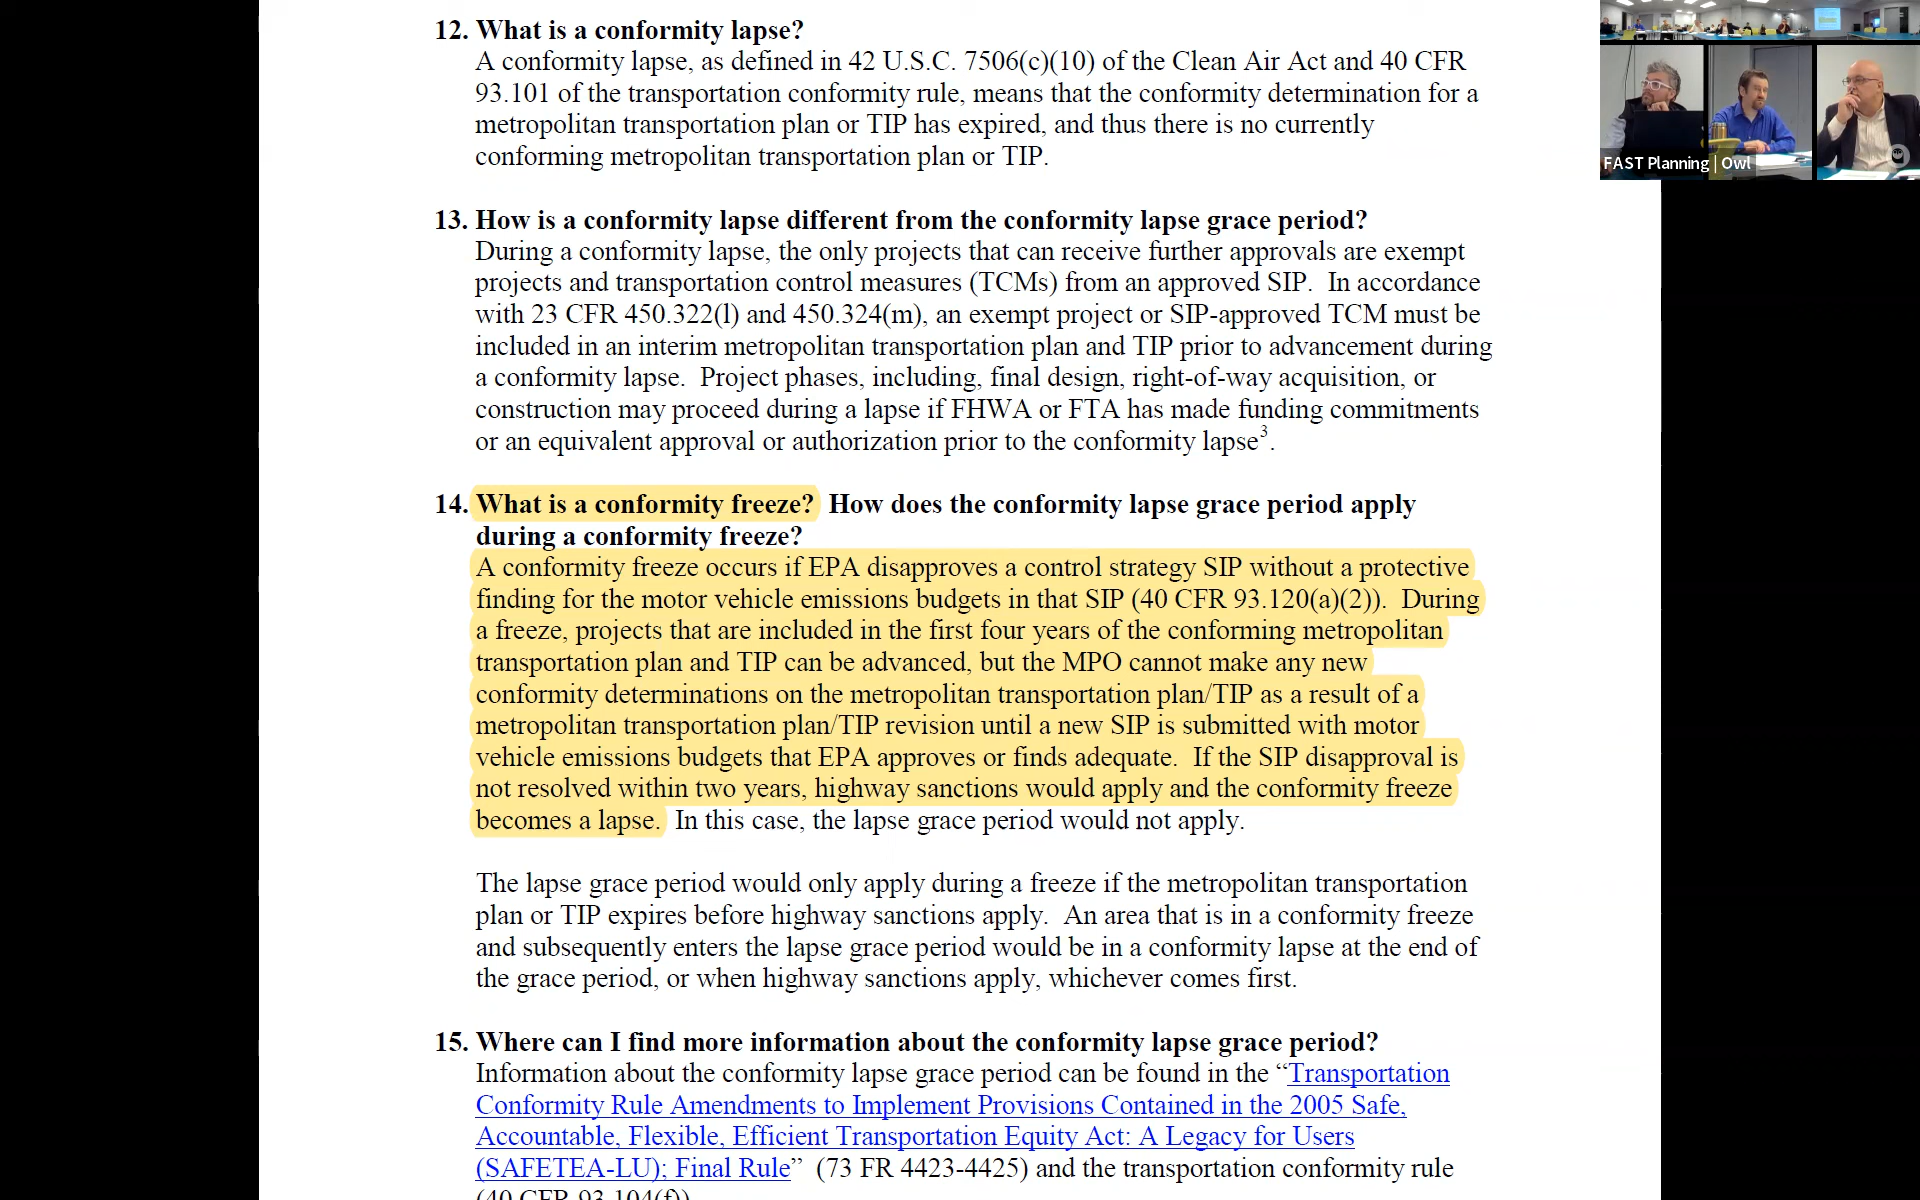 12. What is a conformity lapse?
A conformity lapse, as defined in 42 U.S.C. 7506(c)(10) of the Clean Air Act and 40 CFR
93.101 of the transportation conformity rule, means that the conformity determination for a
metropolitan transportation plan or TIP has expired, and thus there is no currently
conforming metropolitan transportation plan or TIP.
13. How is a conformity lapse different from the conformity lapse grace period?
During a conformity lapse, the only projects that can receive further approvals are exempt
projects and transportation control measures (TCMs) from an approved SIP.  In accordance
with 23 CFR 450.322(l) and 450.324(m), an exempt project or SIP-approved TCM must be
included in an interim metropolitan transportation plan and TIP prior to advancement during
a conformity lapse.  Project phases, including, final design, right-of-way acquisition, or
construction may proceed during a lapse if FHWA or FTA has made funding commitments
or an equivalent approval or authorization prior to the conformity lapse3.
14. What is a conformity freeze?  How does the conformity lapse grace period apply
during a conformity freeze?
A conformity freeze occurs if EPA disapproves a control strategy SIP without a protective
finding for the motor vehicle emissions budgets in that SIP (40 CFR 93.120(a)(2)).  During
a freeze, projects that are included in the first four years of the conforming metropolitan
transportation plan and TIP can be advanced, but the MPO cannot make any new
conformity determinations on the metropolitan transportation plan/TIP as a result of a
metropolitan transportation plan/TIP revision until a new SIP is submitted with motor
vehicle emissions budgets that EPA approves or finds adequate.  If the SIP disapproval is
not resolved within two years, highway sanctions would apply and the conformity freeze
becomes a lapse.  In this case, the lapse grace period would not apply.
The lapse grace period would only apply during a freeze if the metropolitan transportation
plan or TIP expires before highway sanctions apply.  An area that is in a conformity freeze
and subsequently enters the lapse grace period would be in a conformity lapse at the end of
the grace period, or when highway sanctions apply, whichever comes first.
15. Where can I find more information about the conformity lapse grace period?
Information about the conformity lapse grace period can be found in the “Transportation
Conformity Rule Amendments to Implement Provisions Contained in the 2005 Safe,
Accountable, Flexible, Efficient Transportation Equity Act: A Legacy for Users
(SAFETEA-LU); Final Rule”  (73 FR 4423-4425) and the transportation conformity rule
(40 CFR 93.104(f))
FAST Planning | Owl